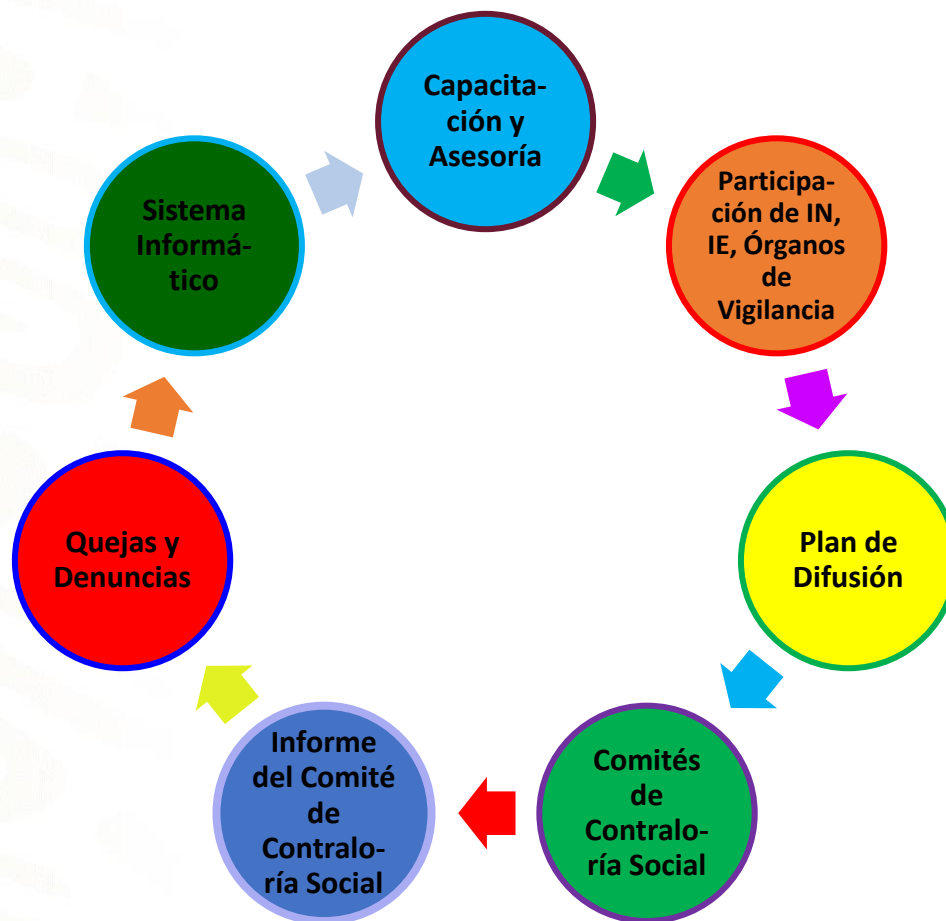 Capacita-
ción y
Asesoría
Participa-
ción de IN,
IE, Órganos
de
Vigilancia
Plan de
Difusión
Comités
de
Contralo-
ría Social
Informe
del Comité
de
Contralo-
ría Social
Quejas y
Denuncias
Sistema
Informá-
tico